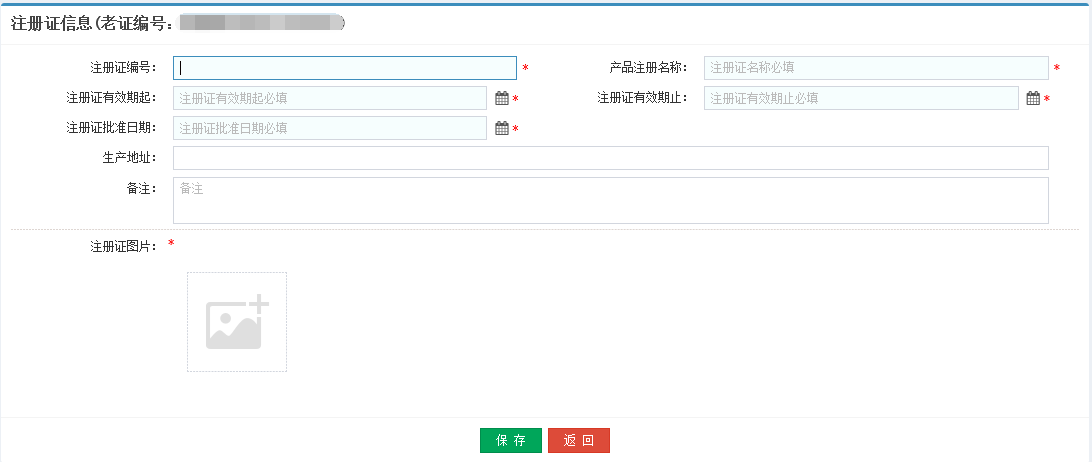 注册证信息(老证编号：)
注册证编号： * 产品注册名称： 注册证名称必填 *
注册证有效期起： 注册证有效期起必填 * 注册证有效期止： 注册证有效期止必填 *
注册证批准日期： 注册证批准日期必填 *
生产地址：
备注： 备注
注册证图片： *
保 存 返 回